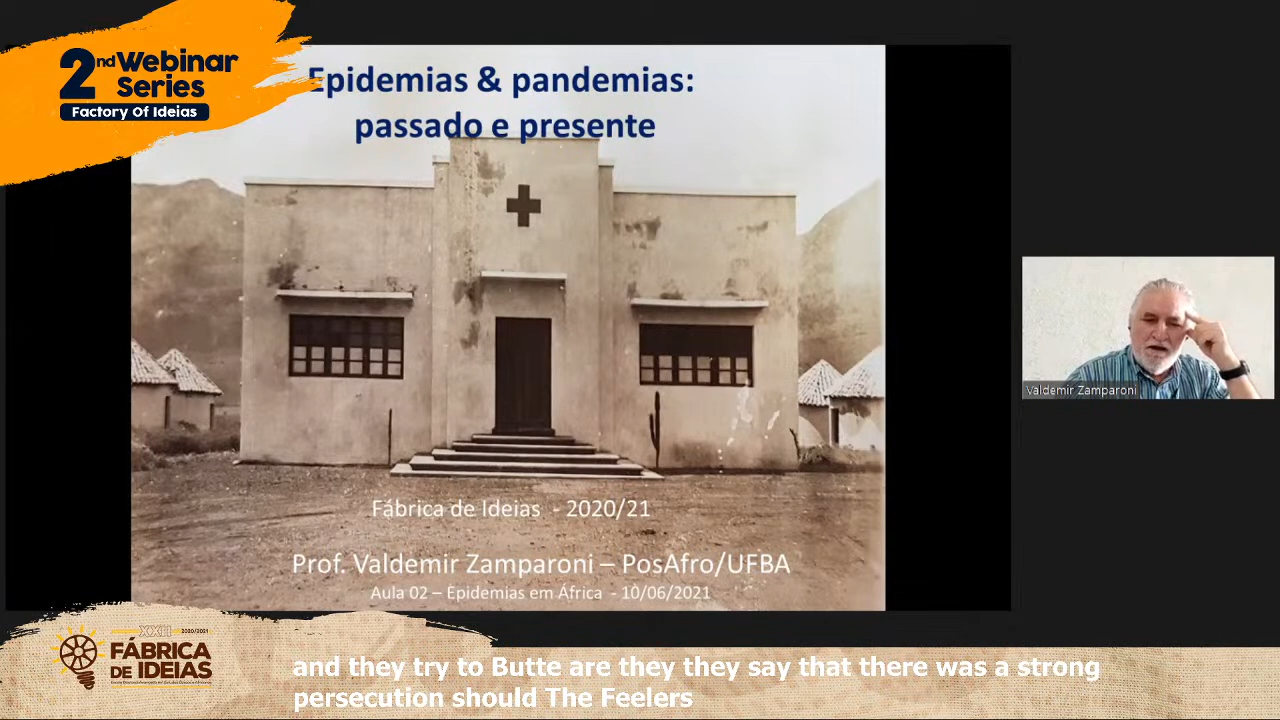 2nd Webinar
Series
Factory Of Ideias
Epidemias & pandemias:
passado e presente
Fábrica de Ideias - 2020/21
Prof. Valdemir Zamparoni – PosAfro/UFBA
Aula 02 – Epidemias em África - 10/06/2021
Valdemir Zamparoni
XXII 2020/2021
FÁBRICA
DE IDEIAS
and they try to Butte are they they say that there was a strong
persecution should The Feelers